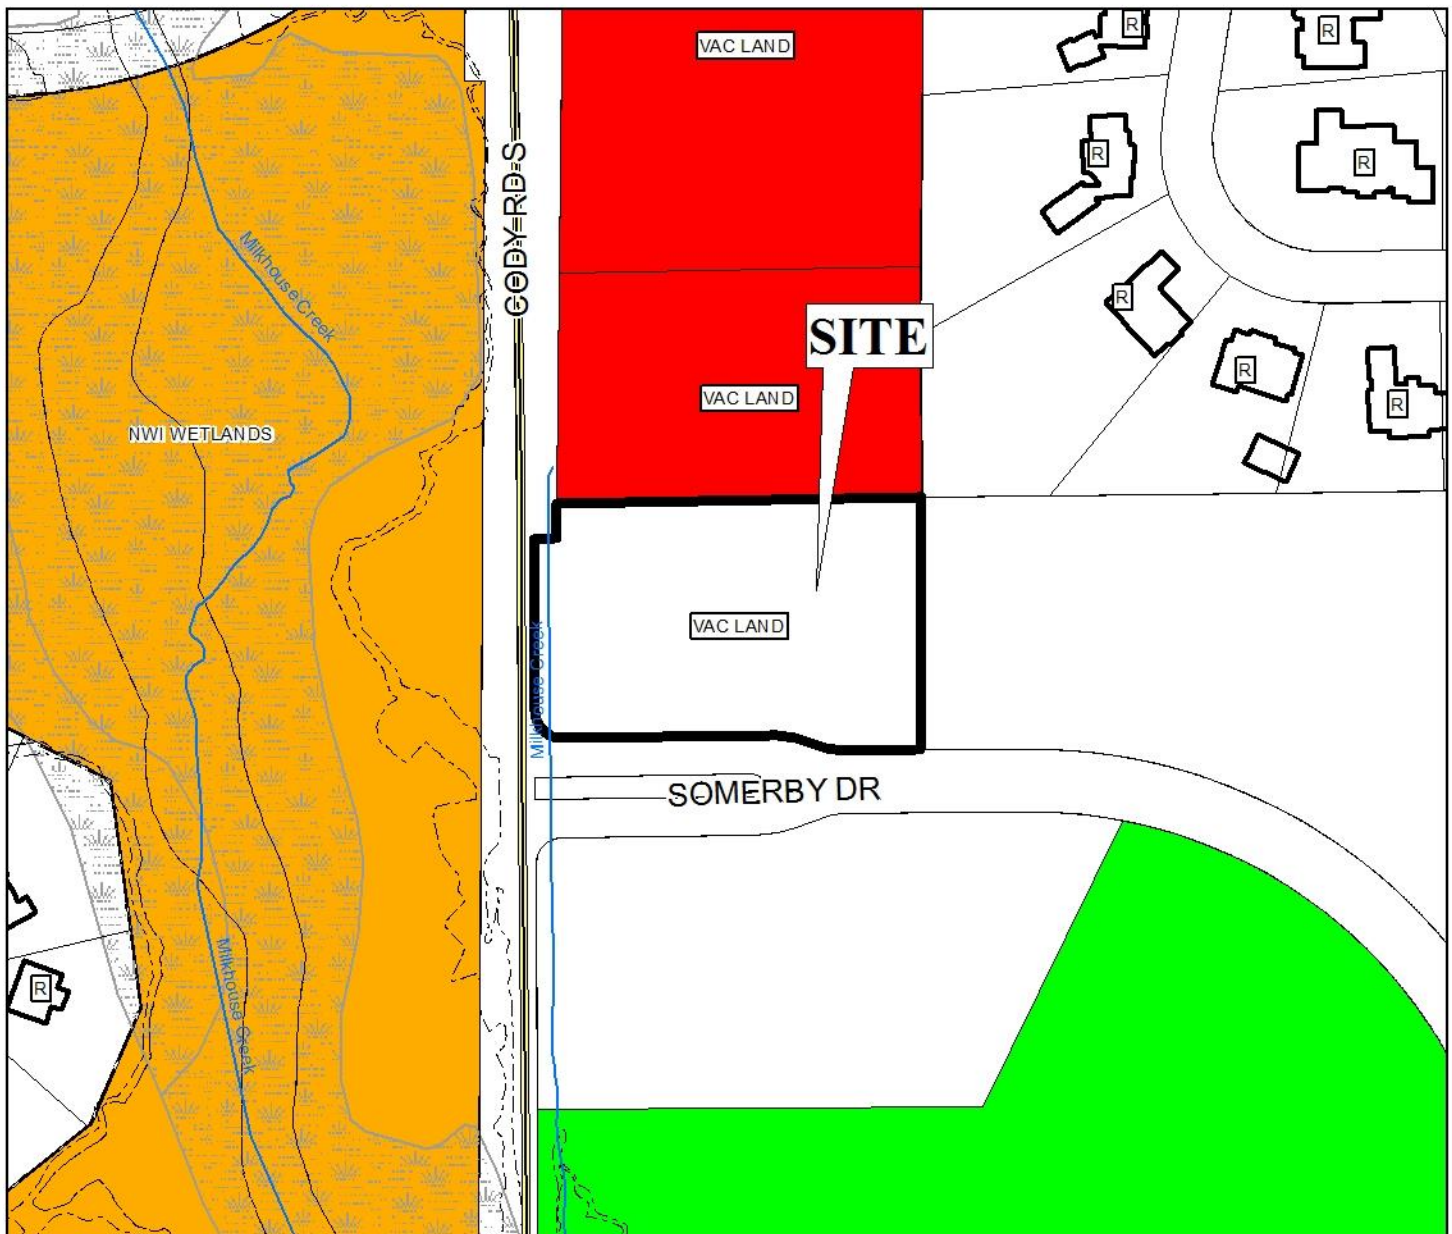 R
R
VAC LAND
R
R
CODY RD S
Milkhouse Creek
R
SITE
R
VAC LAND
R
NWI WETLANDS
VAC LAND
Milkhouse Creek
SOMERBY DR
R
Milkhouse Creek